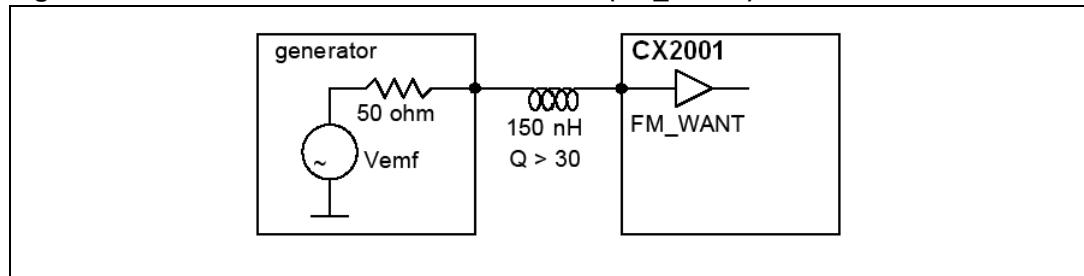 generator
CX2001
50 ohm
~
Vemf
150 nH
Q > 30
FM_WANT